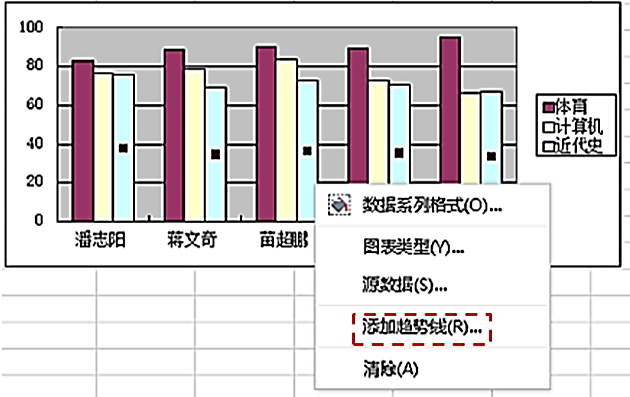 100
80
60
40
20
0
潘志阳 蒋文奇 苗超鹏
体育
计算机
近代史
数据系列格式(O)...
图表类型(Y)...
源数据(S)...
添加趋势线(R)...
清除(A)